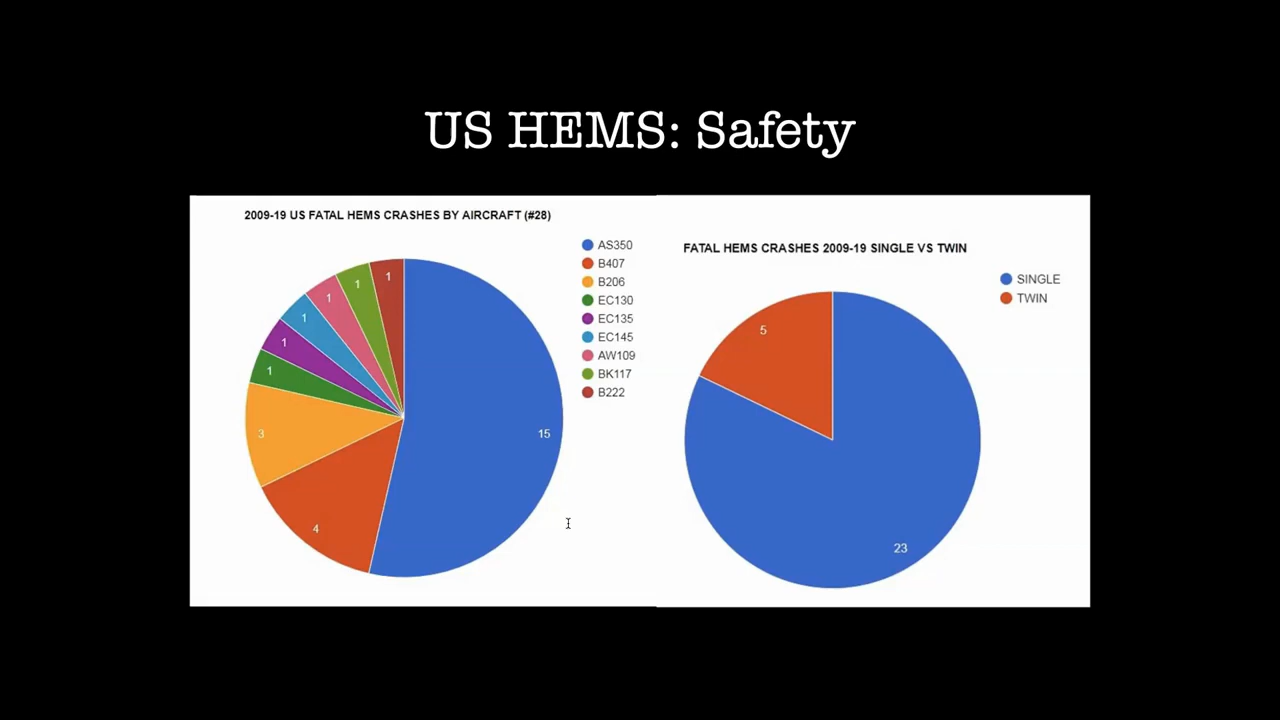 US HEMS: Safety
2009-19 US FATAL HEMS CRASHES BY AIRCRAFT (#28)
AS350
B407
B206
EC130
EC135
EC145
AW109
BK117
B222
1
1
1
1
1
1
3
4
15
FATAL HEMS CRASHES 2009-19 SINGLE VS TWIN
SINGLE
TWIN
5
23